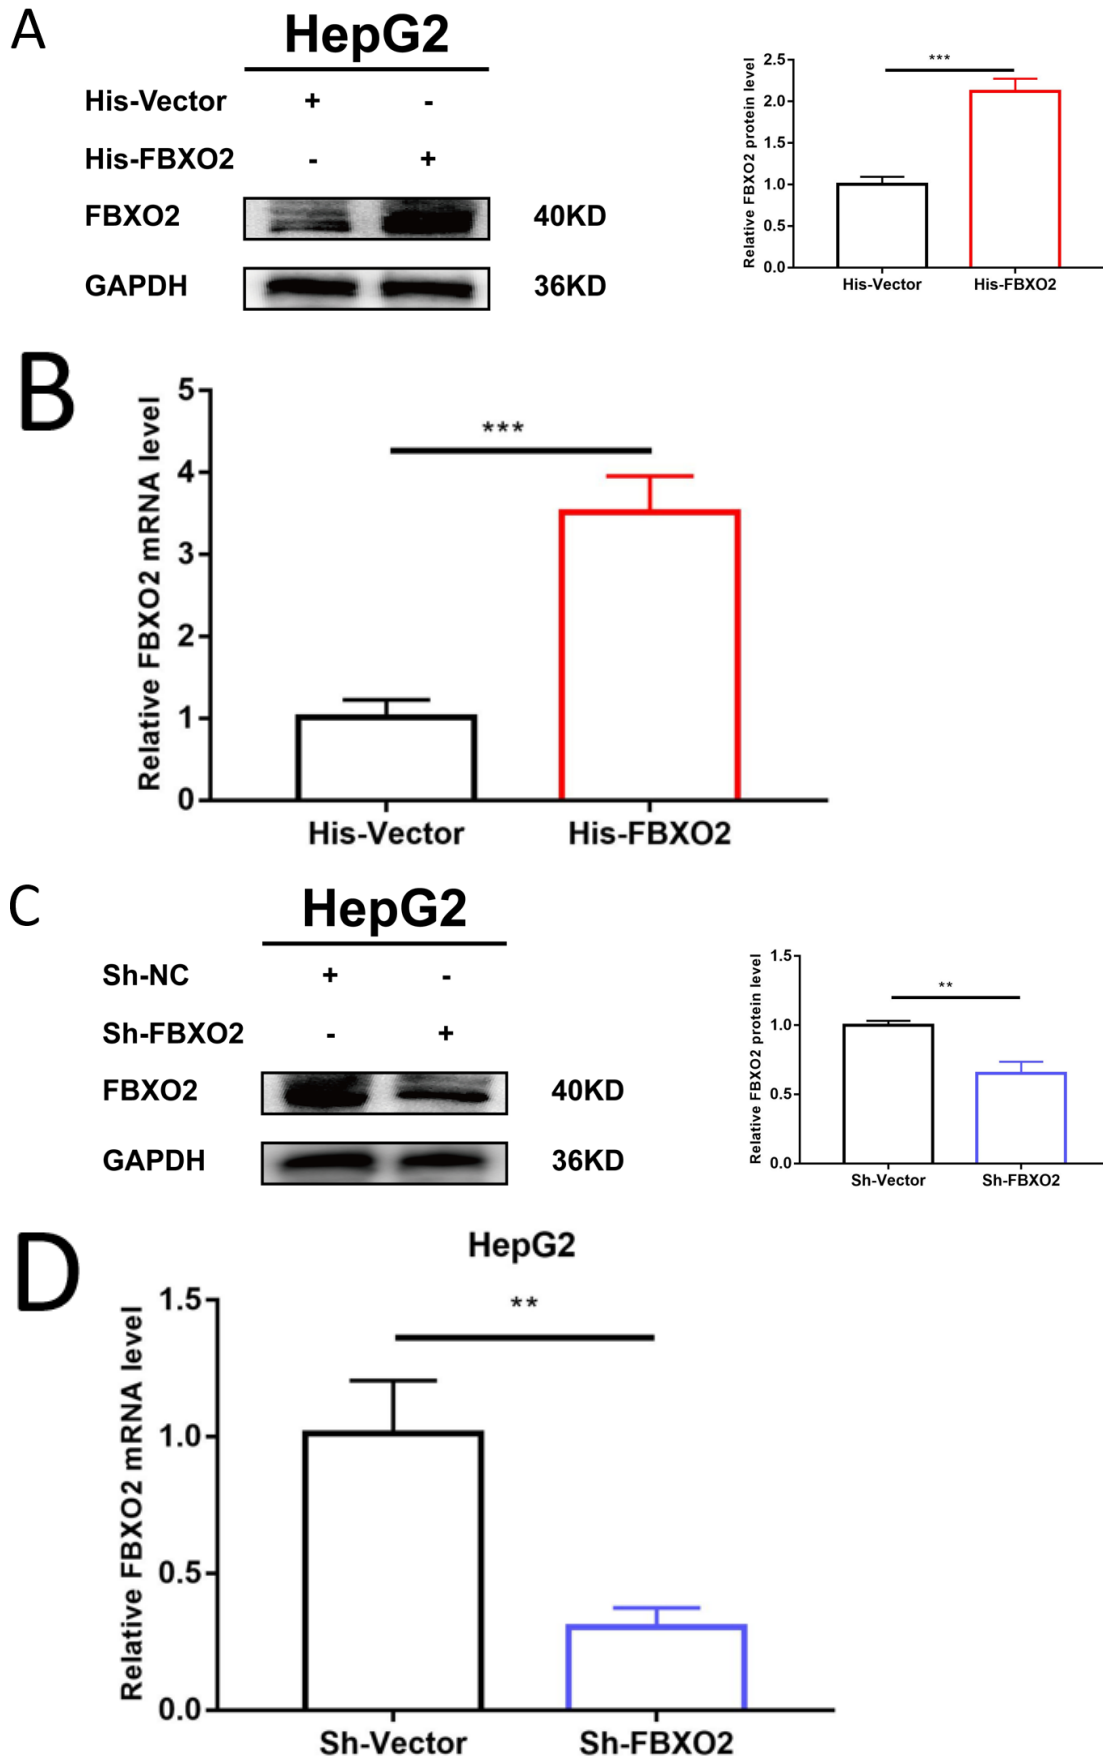 A
HepG2
His-Vector + -
His-FBXO2 - +
FBXO2 40KD
GAPDH 36KD
Relative FBXO2 protein level
2.5
2.0
1.5
1.0
0.5
0.0
***
His-Vector His-FBXO2
B
Relative FBXO2 mRNA level
5
4
3
2
1
0
***
His-Vector His-FBXO2
C
HepG2
Sh-NC + -
Sh-FBXO2 - +
FBXO2 40KD
GAPDH 36KD
Relative FBXO2 protein level
1.5
1.0
0.5
0.0
**
Sh-Vector Sh-FBXO2
D
HepG2
Relative FBXO2 mRNA level
1.5
1.0
0.5
0.0
**
Sh-Vector Sh-FBXO2